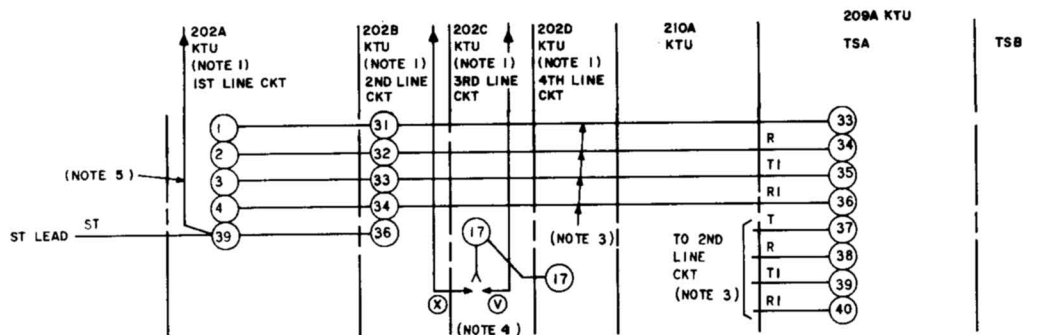 202A
KTU
(NOTE 1)
1ST LINE CKT
202B
KTU
(NOTE 1)
2ND LINE
CKT
202C
KTU
(NOTE 1)
3RD LINE
CKT
202D
KTU
(NOTE 1)
4TH LINE
CKT
210A
KTU
209A KTU
TSA
TSB
1
31
33
2
32
R
34
(NOTE 5)
3
33
T1
35
4
34
R1
36
ST LEAD
ST
39
36
17
17
(NOTE 3)
X
V
(NOTE 4)
TO 2ND
LINE
CKT
(NOTE 3)
T
37
R
38
T1
39
R1
40